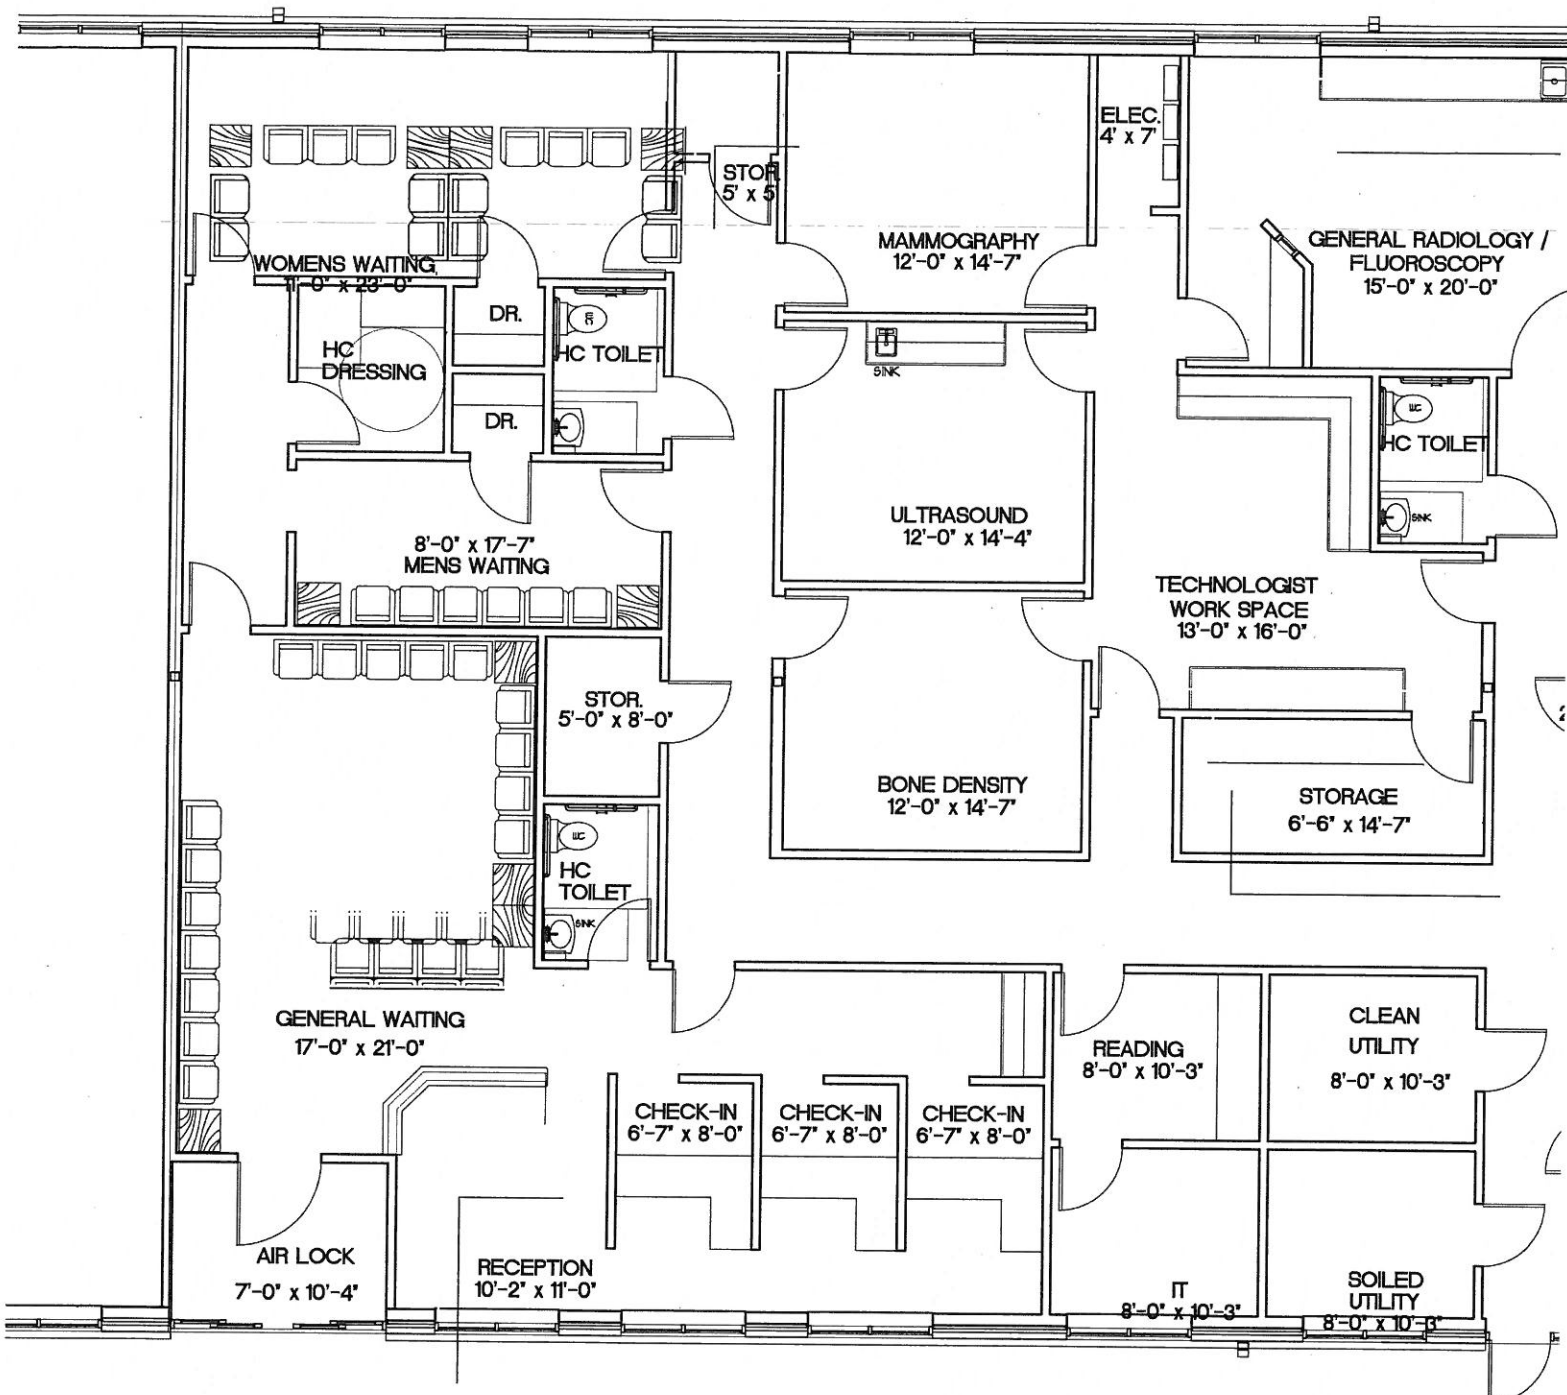 ELEC.
4' x 7'
STOR.
5' x 5'
MAMMOGRAPHY
12'-0" x 14'-7"
GENERAL RADIOLOGY /
FLUOROSCOPY
15'-0" x 20'-0"
WOMENS WAITING
x 23'-0"
DR.
HC
DRESSING
HC TOILET
SINK
DR.
WC
HC TOILET
SINK
ULTRASOUND
12'-0" x 14'-4"
8'-0" x 17'-7"
MENS WAITING
TECHNOLOGIST
WORK SPACE
13'-0" x 16'-0"
STOR.
5'-0" x 8'-0"
BONE DENSITY
12'-0" x 14'-7"
STORAGE
6'-6" x 14'-7"
WC
HC
TOILET
SINK
GENERAL WAITING
17'-0" x 21'-0"
READING
8'-0" x 10'-3"
CLEAN
UTILITY
8'-0" x 10'-3"
CHECK-IN
6'-7" x 8'-0"
CHECK-IN
6'-7" x 8'-0"
CHECK-IN
6'-7" x 8'-0"
AIR LOCK
7'-0" x 10'-4"
RECEPTION
10'-2" x 11'-0"
IT
8'-0" x 10'-3"
SOILED
UTILITY
8'-0" x 10'-3"